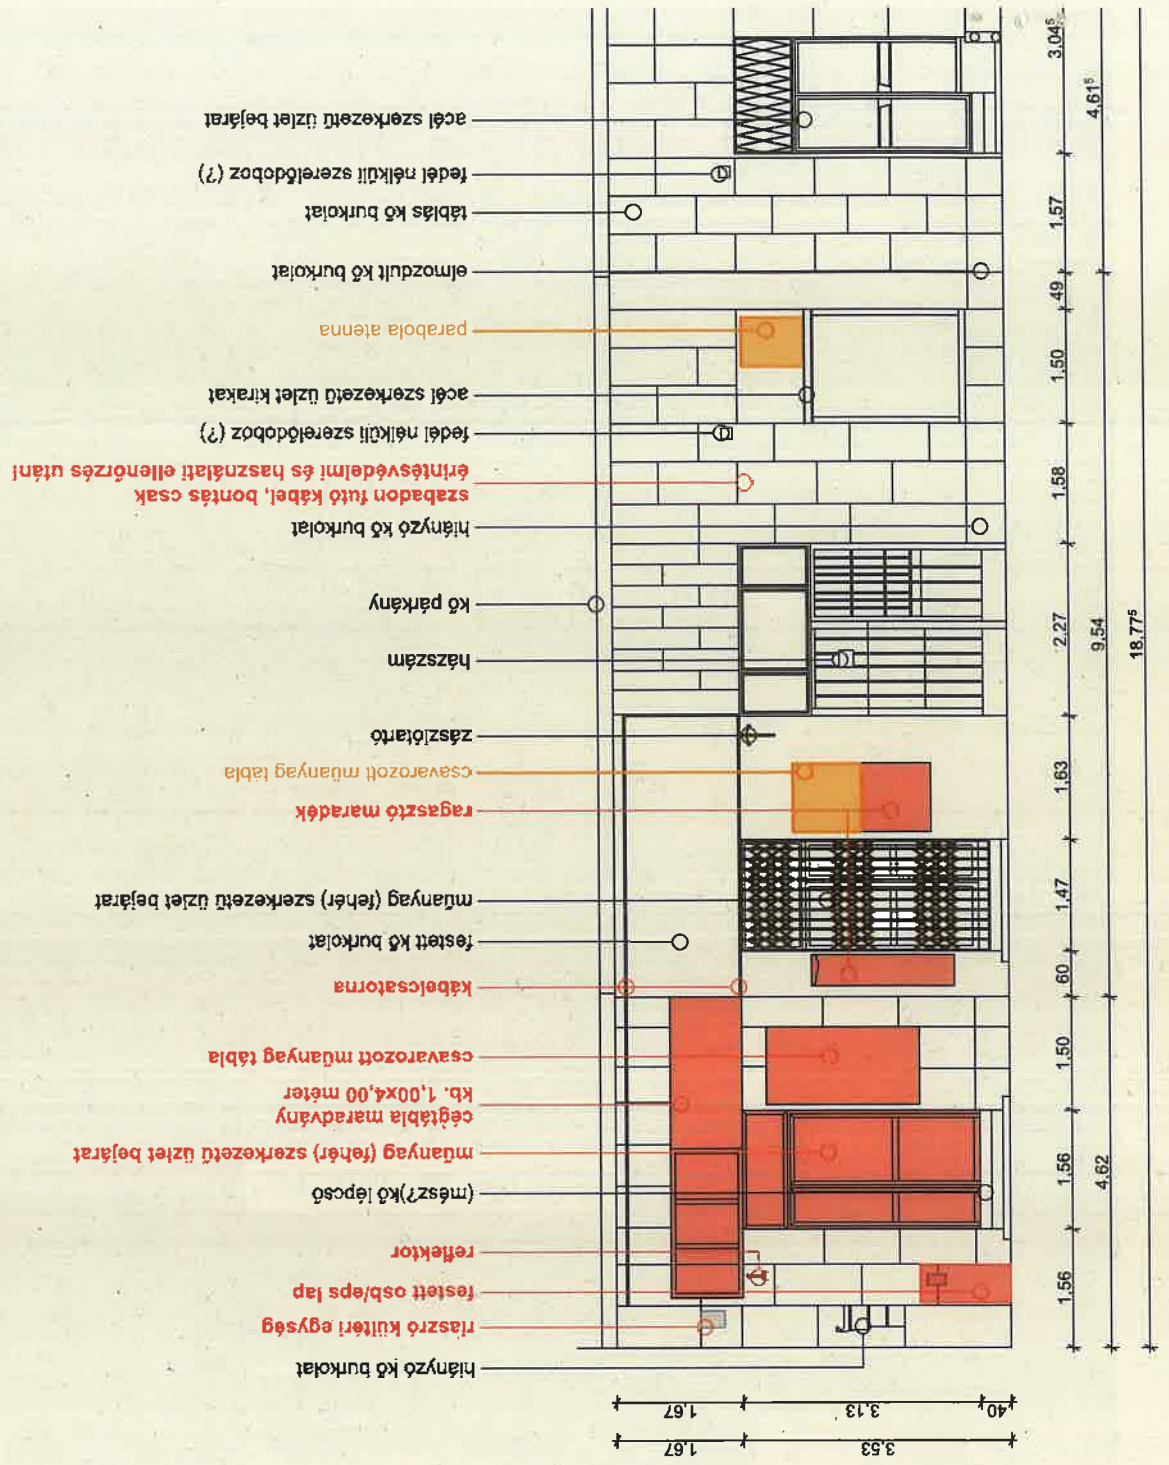 hiányzó kő burkolat
riaszró kültéri egység
festett osb/eps lap
reflektor
(mész?)kő lépcső
műanyag (fehér) szerkezetű üzlet bejárat
cégtábla maradvány
kb. 1,00x4,00 méter
csavarozott műanyag tábla
kábelcsatorna
festett kő burkolat
műanyag (fehér) szerkezetű üzlet bejárat
ragasztó maradék
csavarozott műanyag tábla
zászlótartó
házszám
kő párkány
hiányzó kő burkolat
szabadon futó kábel, bontás csak
érintésvédelmi és használati ellenőrzés után!
fedél nélküli szerelődoboz (?)
acél szerkezetű üzlet kirakat
parabola atenna
elmozdult kő burkolat
táblás kő burkolat
fedél nélküli szerelődoboz (?)
acél szerkezetű üzlet bejárat
3,53
1,67
40
3,13
1,67
1,56
1,56
1,50
60
1,47
1,63
2,27
1,58
1,50
49
1,57
3,04⁵
4,62
9,54
4,61⁵
18,77⁵